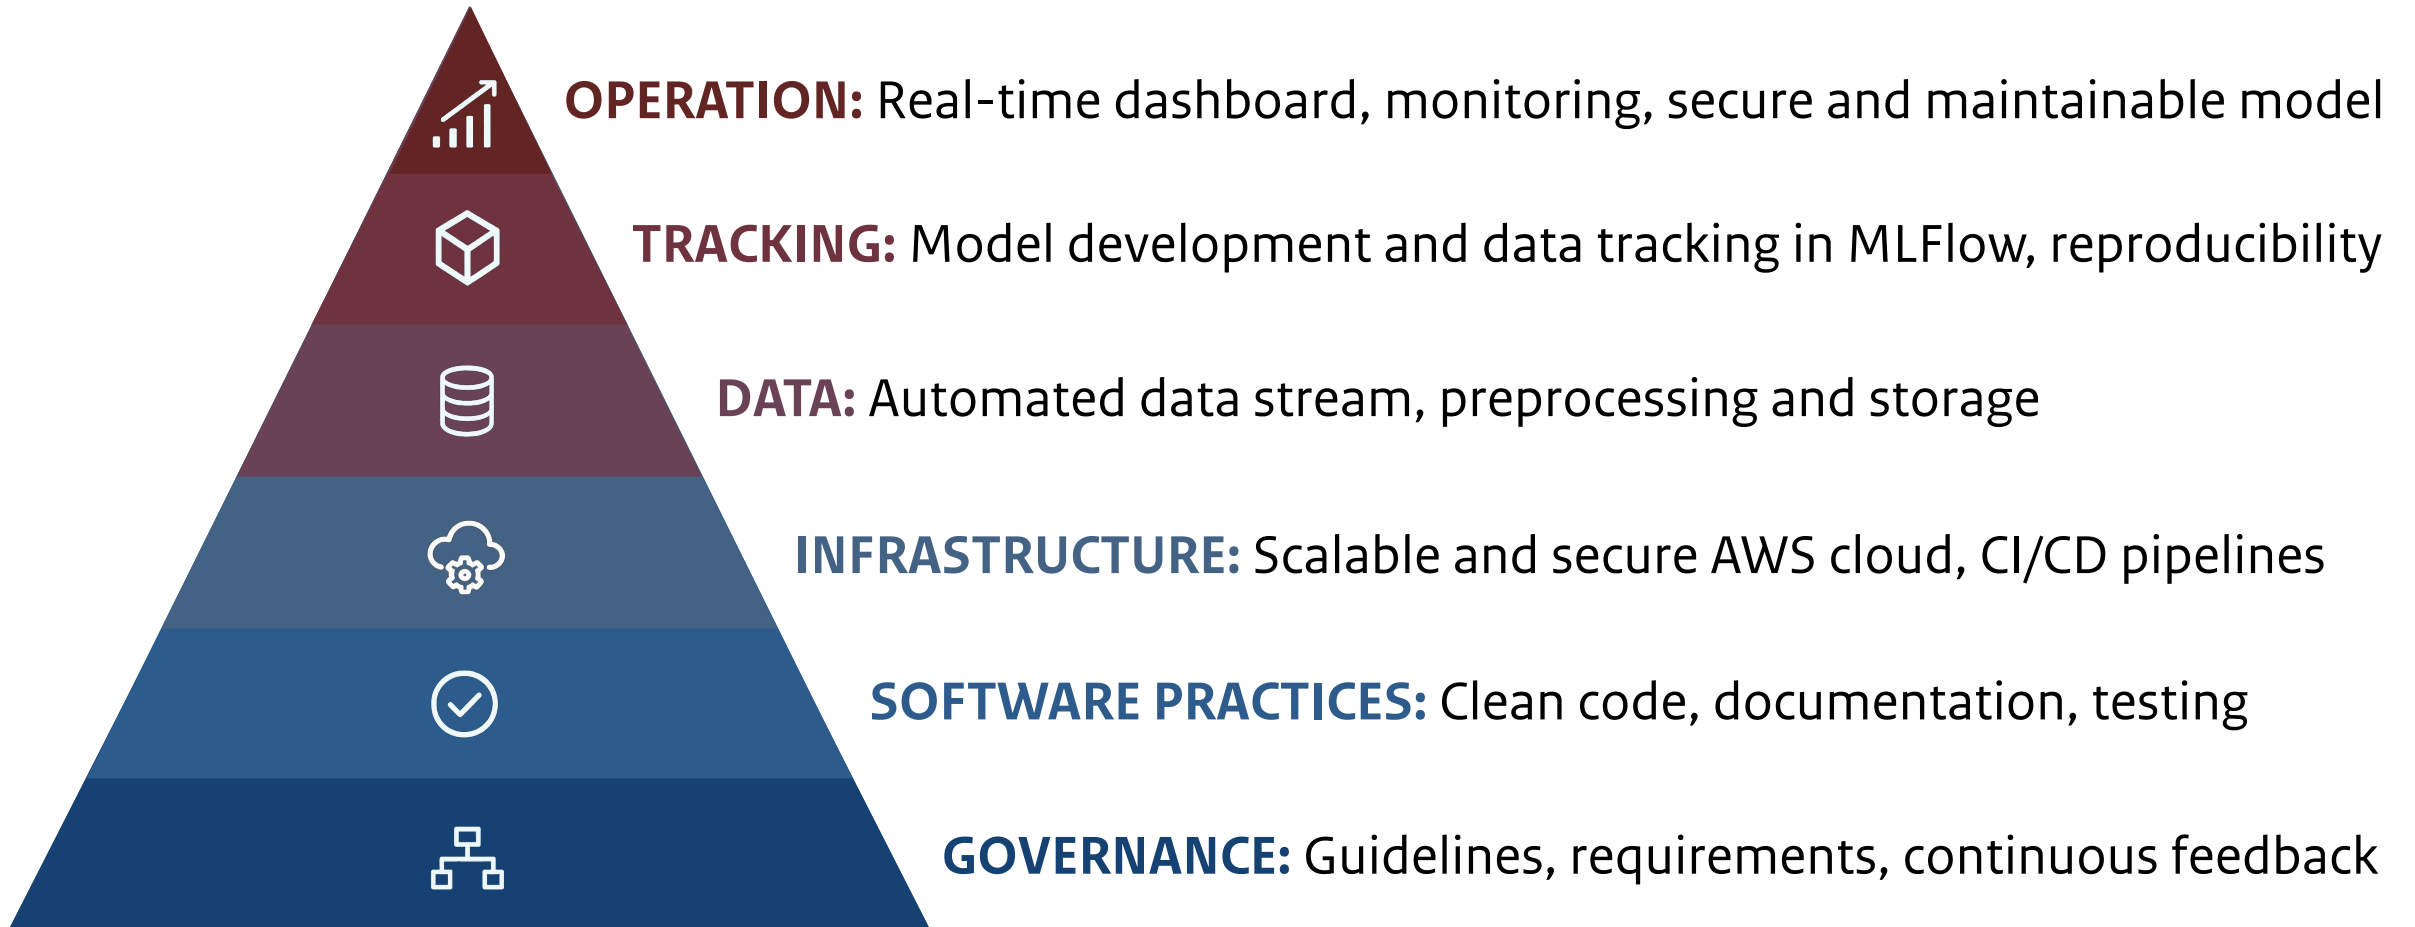 OPERATION: Real-time dashboard, monitoring, secure and maintainable model
TRACKING: Model development and data tracking in MLFlow, reproducibility
DATA: Automated data stream, preprocessing and storage
INFRASTRUCTURE: Scalable and secure AWS cloud, CI/CD pipelines
SOFTWARE PRACTICES: Clean code, documentation, testing
GOVERNANCE: Guidelines, requirements, continuous feedback